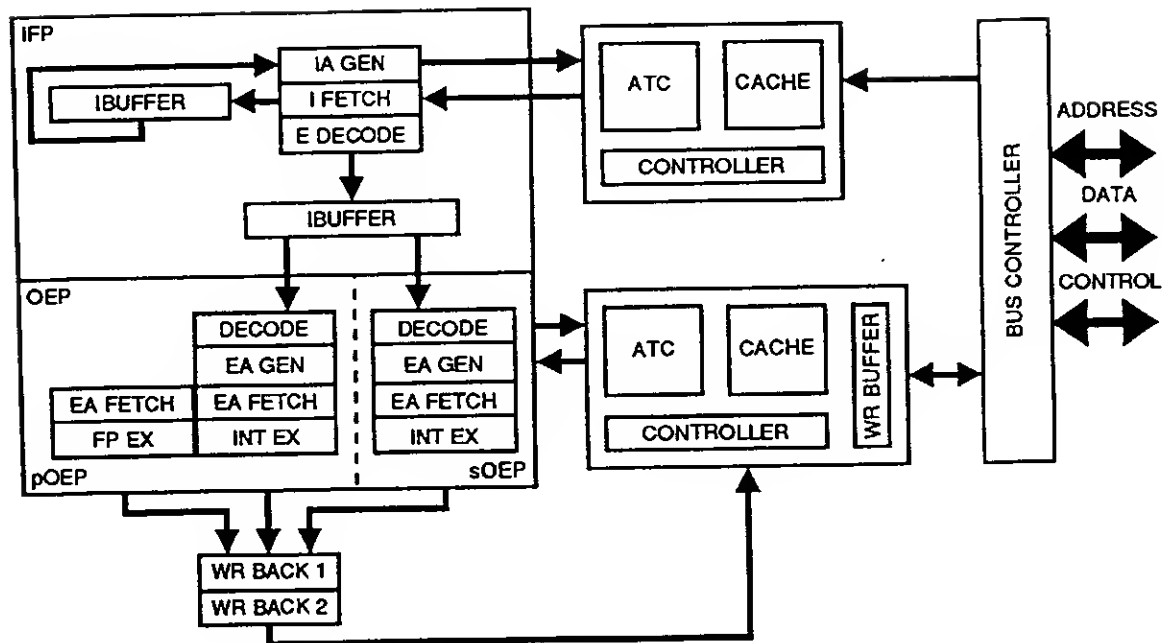 IFP
IA GEN
I FETCH
E DECODE
IBUFFER
IBUFFER
ATC
CACHE
CONTROLLER
BUS CONTROLLER
ADDRESS
DATA
CONTROL
OEP
DECODE
EA GEN
EA FETCH
EA FETCH
FP EX
INT EX
pOEP
DECODE
EA GEN
EA FETCH
INT EX
sOEP
ATC
CACHE
WR BUFFER
CONTROLLER
WR BACK 1
WR BACK 2